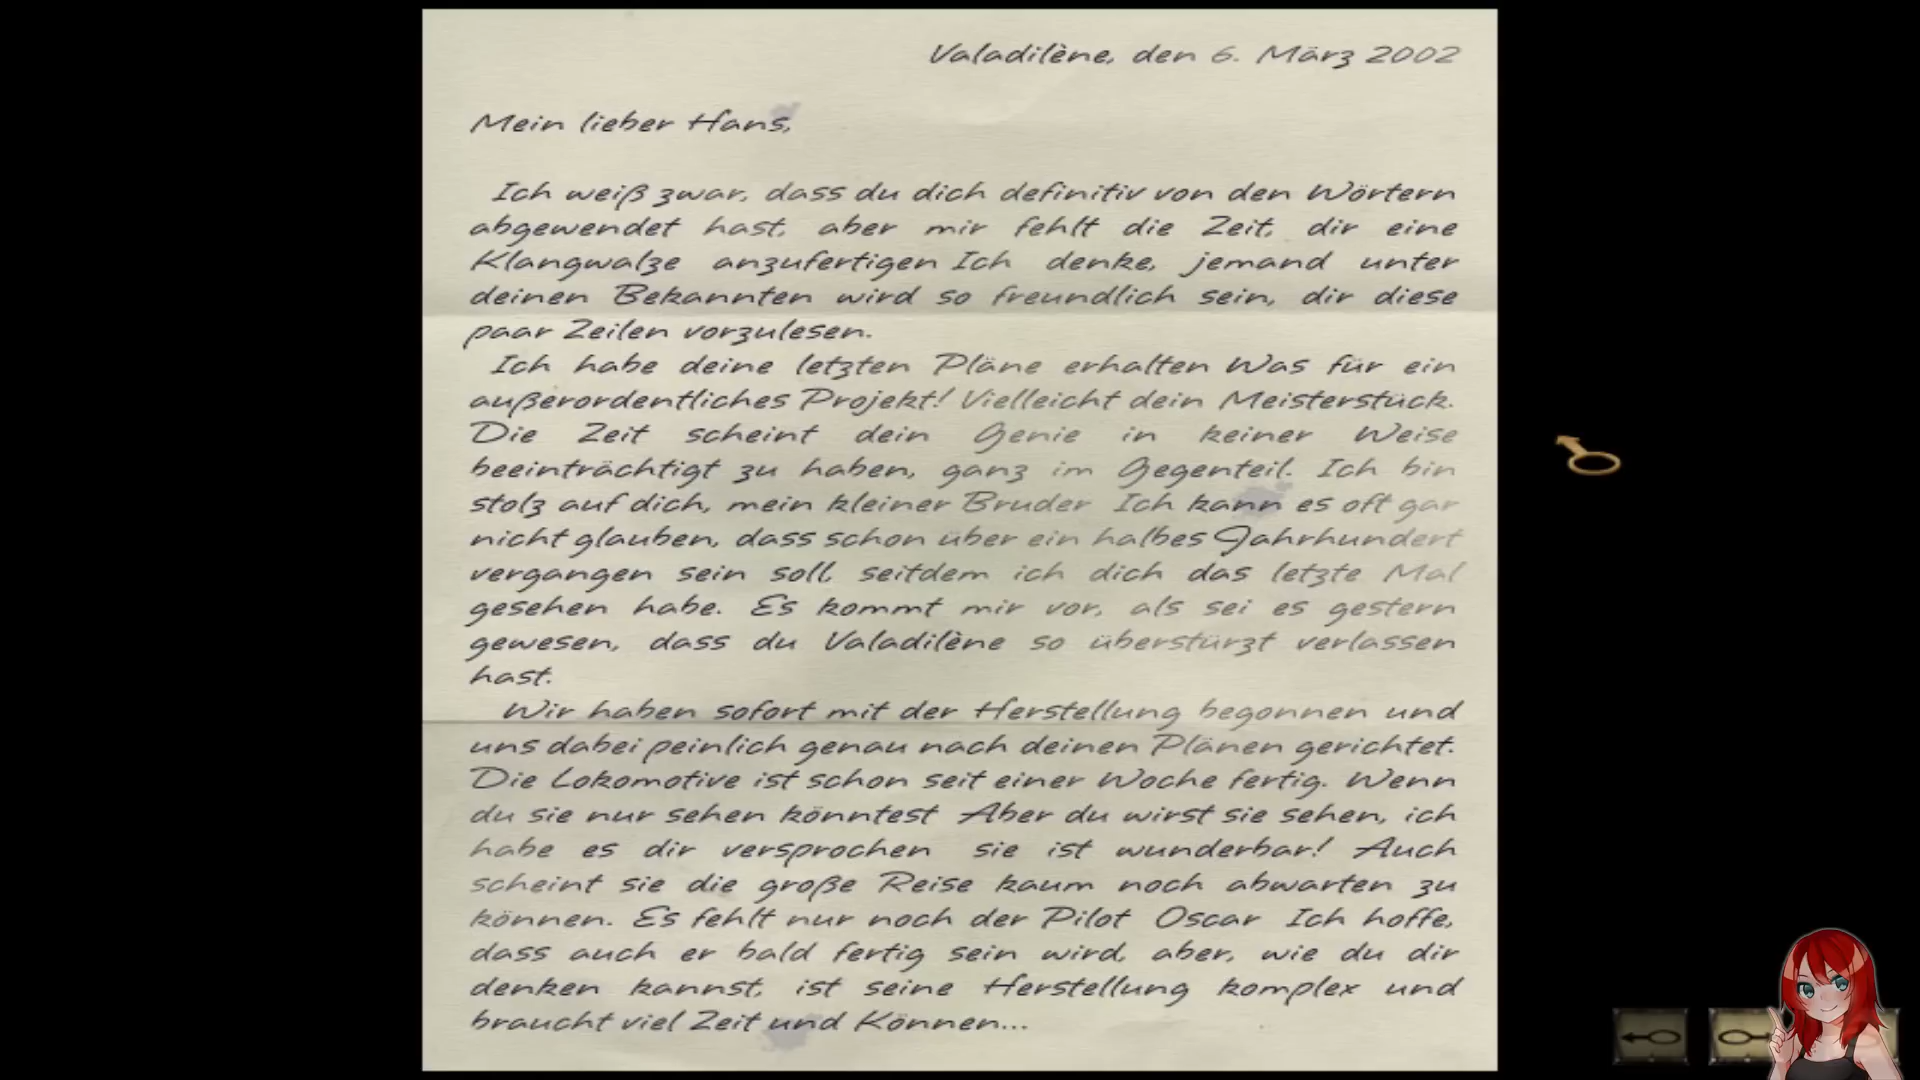 Valadilène, den 6. März 2002
Mein lieber Hans,
Ich weiß zwar, dass du dich definitiv von den Wörtern
abgewendet hast, aber mir fehlt die Zeit, dir eine
Klangwalze anzufertigen Ich denke, jemand unter
deinen Bekannten wird so freundlich sein, dir diese
paar Zeilen vorzulesen.
Ich habe deine letzten Pläne erhalten Was für ein
außerordentliches Projekt! Vielleicht dein Meisterstück.
Die Zeit scheint dein Genie in keiner Weise
beeinträchtigt zu haben, ganz im Gegenteil. Ich bin
stolz auf dich, mein kleiner Bruder Ich kann es oft gar
nicht glauben, dass schon über ein halbes Jahrhundert
vergangen sein soll, seitdem ich dich das letzte Mal
gesehen habe. Es kommt mir vor, als sei es gestern
gewesen, dass du Valadilène so überstürzt verlassen
hast.
Wir haben sofort mit der Herstellung begonnen und
uns dabei peinlich genau nach deinen Plänen gerichtet.
Die Lokomotive ist schon seit einer Woche fertig. Wenn
du sie nur sehen könntest Aber du wirst sie sehen, ich
habe es dir versprochen sie ist wunderbar! Auch
scheint sie die große Reise kaum noch abwarten zu
können. Es fehlt nur noch der Pilot Oscar Ich hoffe,
dass auch er bald fertig sein wird, aber, wie du dir
denken kannst, ist seine Herstellung komplex und
braucht viel Zeit und Können...